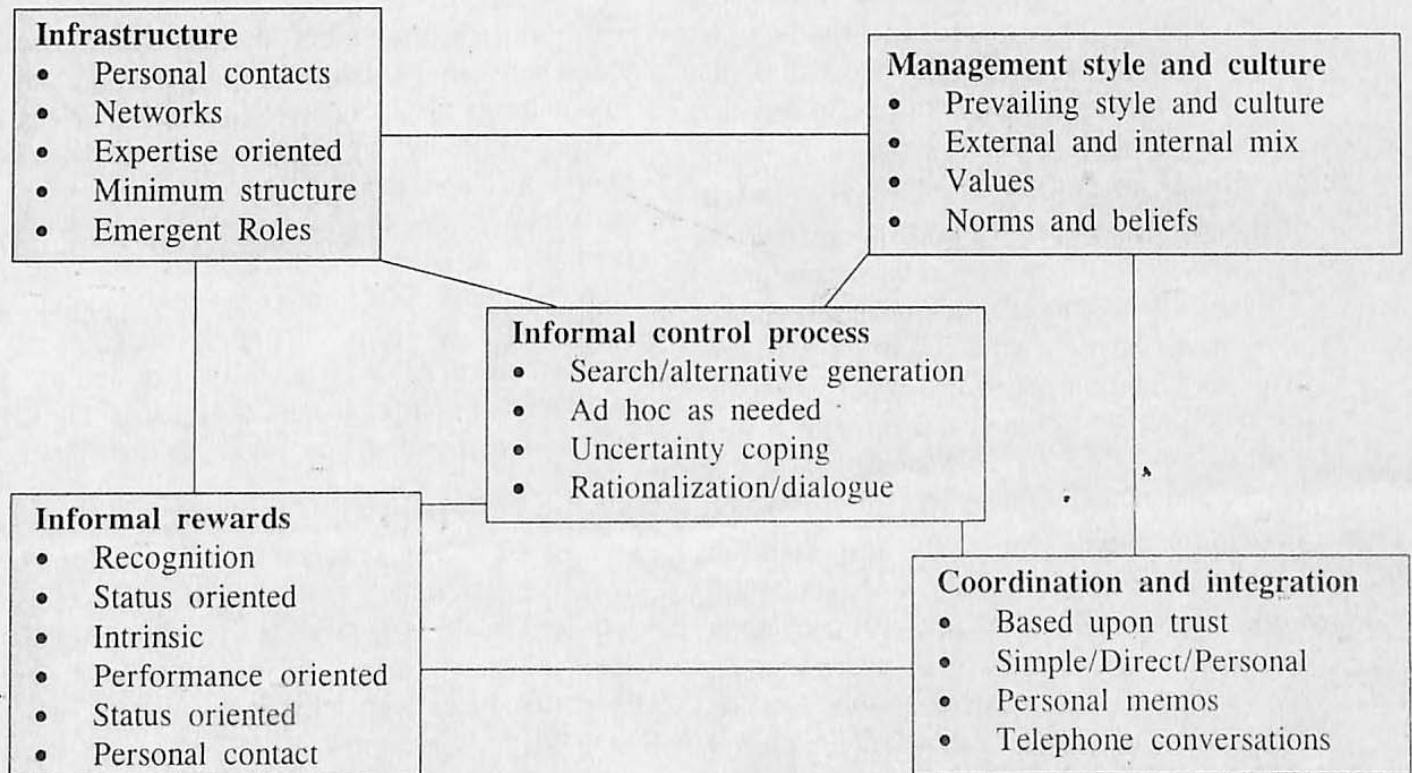 Infrastructure
• Personal contacts
• Networks
• Expertise oriented
• Minimum structure
• Emergent Roles
Management style and culture
• Prevailing style and culture
• External and internal mix
• Values
• Norms and beliefs
Informal control process
• Search/alternative generation
• Ad hoc as needed
• Uncertainty coping
• Rationalization/dialogue
Informal rewards
• Recognition
• Status oriented
• Intrinsic
• Performance oriented
• Status oriented
• Personal contact
Coordination and integration
• Based upon trust
• Simple/Direct/Personal
• Personal memos
• Telephone conversations